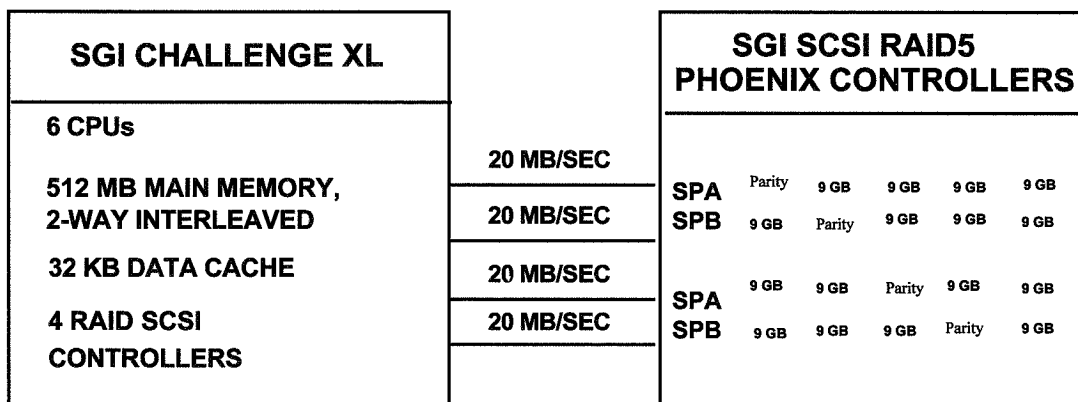 SGI CHALLENGE XL
6 CPUs
512 MB MAIN MEMORY,
2-WAY INTERLEAVED
32 KB DATA CACHE
4 RAID SCSI
CONTROLLERS
20 MB/SEC
20 MB/SEC
20 MB/SEC
20 MB/SEC
SGI SCSI RAID5
PHOENIX CONTROLLERS
SPA Parity 9 GB 9 GB 9 GB 9 GB
SPB 9 GB Parity 9 GB 9 GB 9 GB
SPA 9 GB 9 GB Parity 9 GB 9 GB
SPB 9 GB 9 GB 9 GB Parity 9 GB